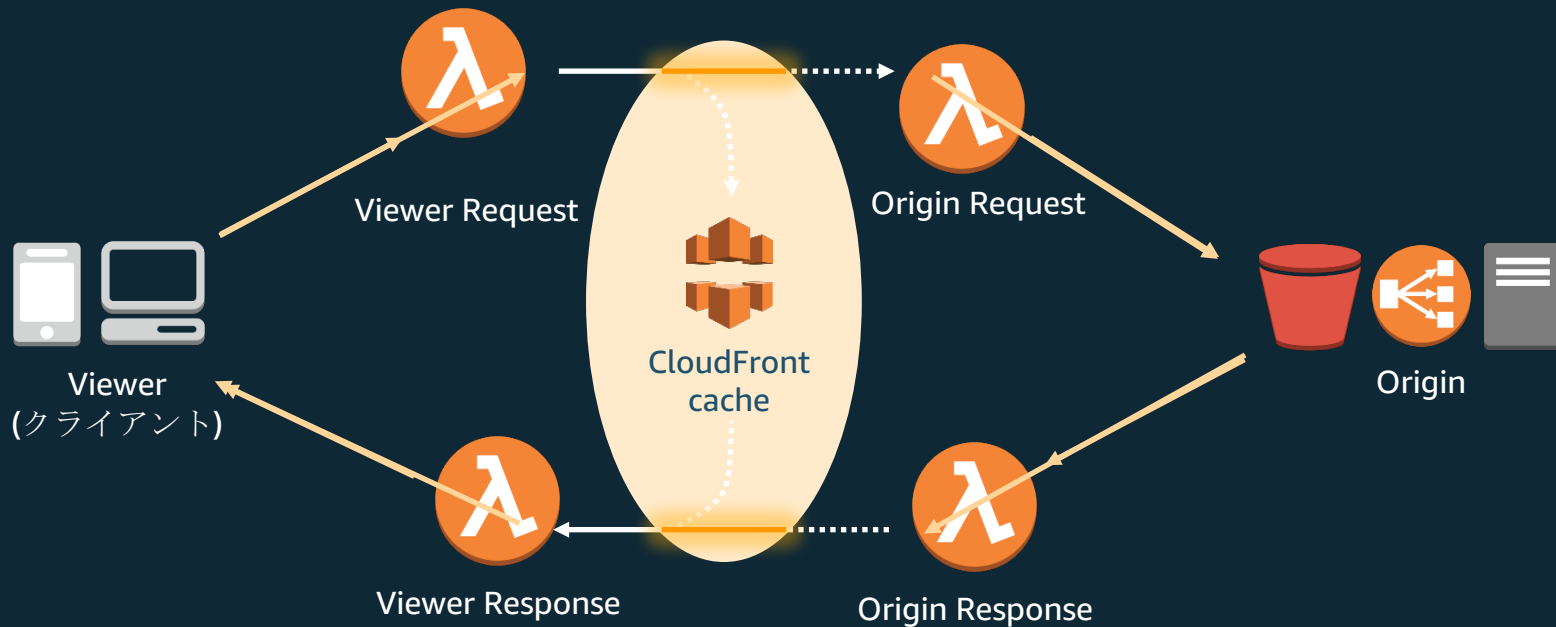 Viewer Request
Origin Request
CloudFront
cache
Viewer
(クライアント)
Origin
Viewer Response
Origin Response